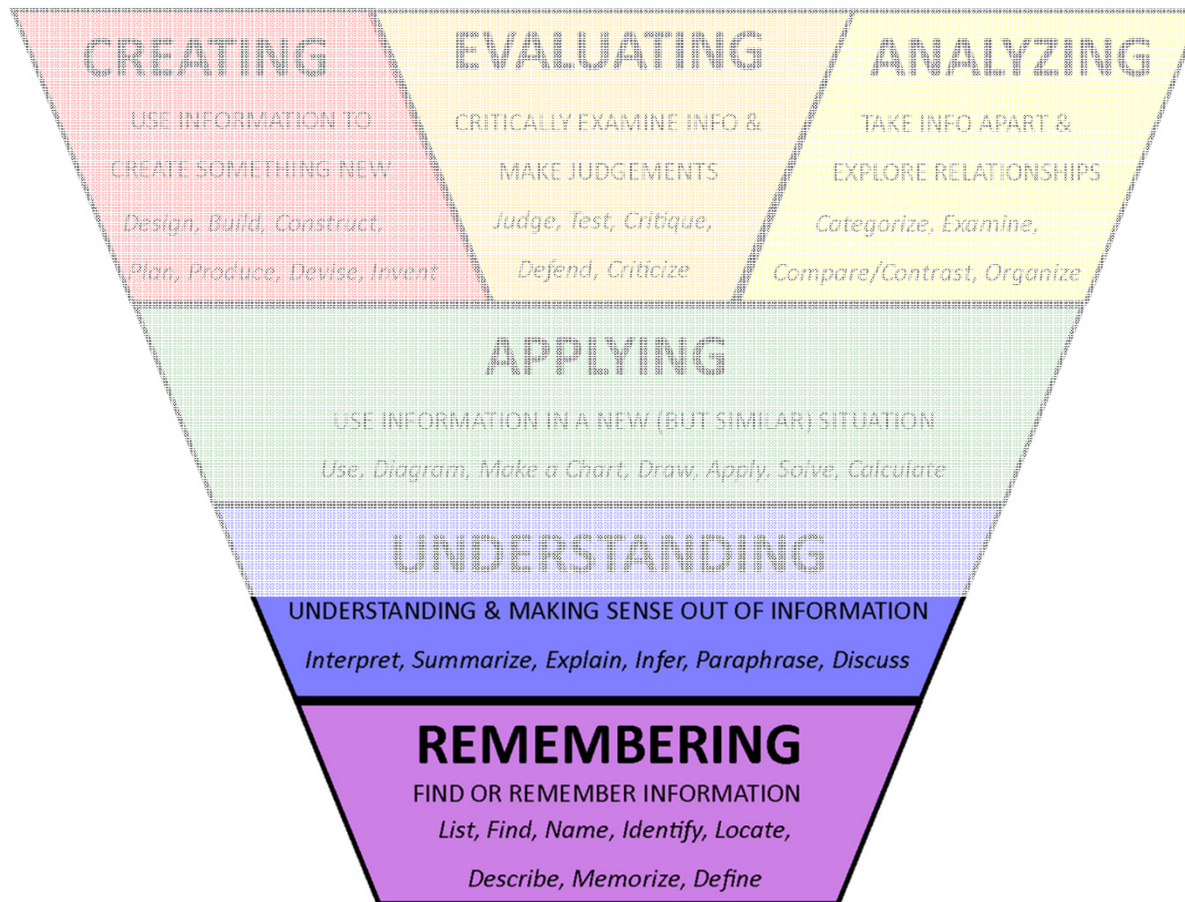 CREATING
USE INFORMATION TO
CREATE SOMETHING NEW
Design, Build, Construct,
Plan, Produce, Devise, Invent
EVALUATING
CRITICALLY EXAMINE INFO &
MAKE JUDGEMENTS
Judge, Test, Critique,
Defend, Criticize
ANALYZING
TAKE INFO APART &
EXPLORE RELATIONSHIPS
Categorize, Examine,
Compare/Contrast, Organize
APPLYING
USE INFORMATION IN A NEW (BUT SIMILAR) SITUATION
Use, Diagram, Make a Chart, Draw, Apply, Solve, Calculate
UNDERSTANDING
UNDERSTANDING & MAKING SENSE OUT OF INFORMATION
Interpret, Summarize, Explain, Infer, Paraphrase, Discuss
REMEMBERING
FIND OR REMEMBER INFORMATION
List, Find, Name, Identify, Locate,
Describe, Memorize, Define